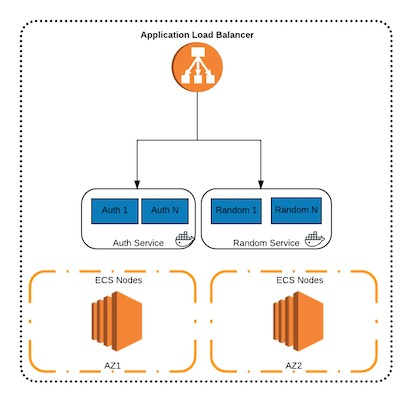 Application Load Balancer
Auth 1
Auth N
Random 1
Random N
Auth Service
Random Service
ECS Nodes
ECS Nodes
AZ1
AZ2